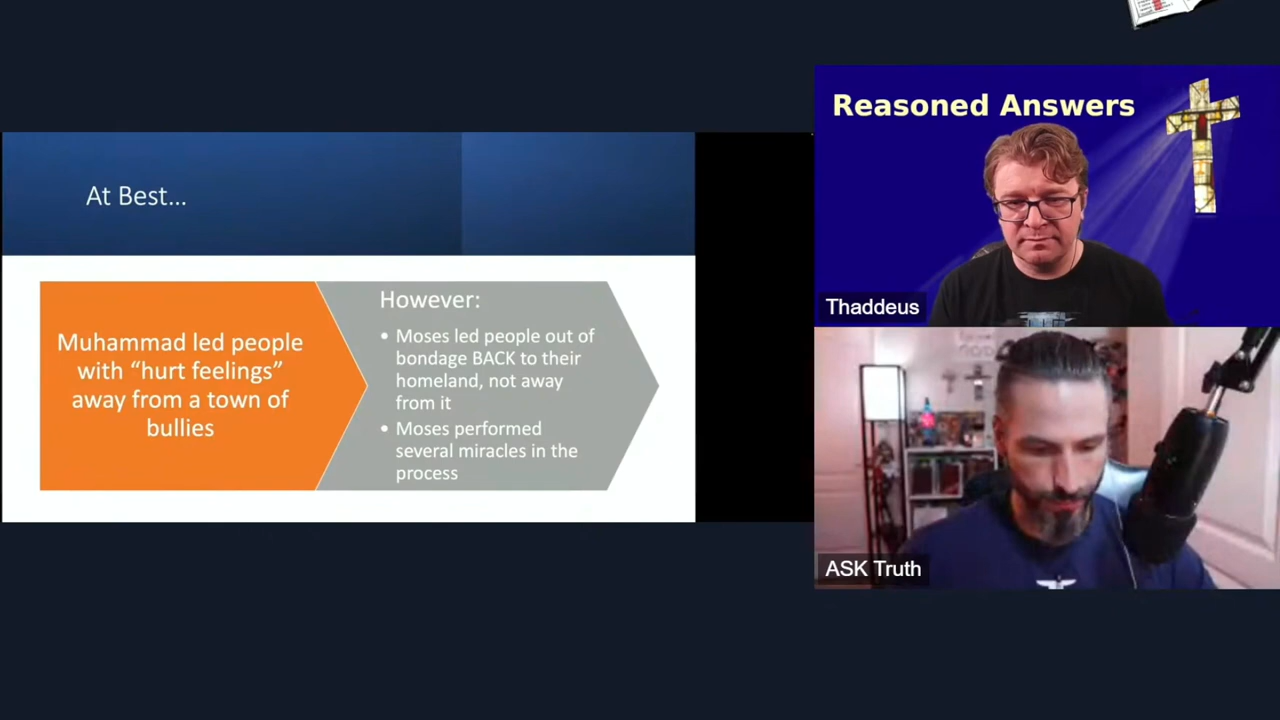 At Best...
Muhammad led people
with “hurt feelings”
away from a town of
bullies
However:
• Moses led people out of
bondage BACK to their
homeland, not away
from it
• Moses performed
several miracles in the
process
Reasoned Answers
Thaddeus
ASK Truth